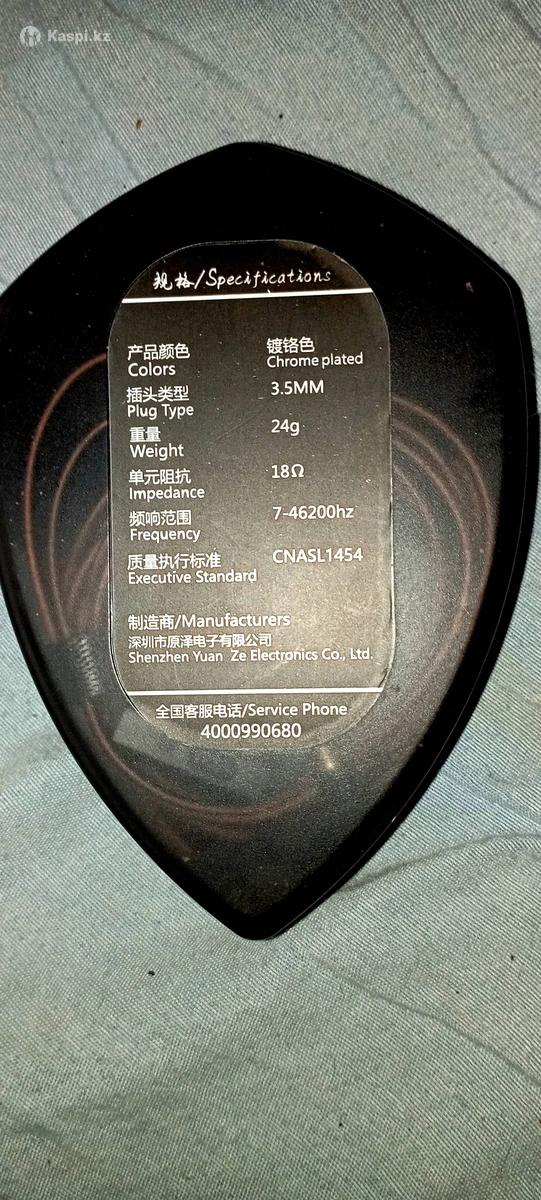 Kaspi.kz
规格/Specifications
产品颜色 镀铬色
Colors Chrome plated
插头类型 3.5MM
Plug Type
重量 24g
Weight
单元阻抗 18Ω
Impedance
频响范围 7-46200hz
Frequency
质量执行标准 CNASL1454
Executive Standard
制造商/Manufacturers
深圳市原泽电子有限公司
Shenzhen Yuan Ze Electronics Co., Ltd.
全国客服电话/Service Phone
4000990680